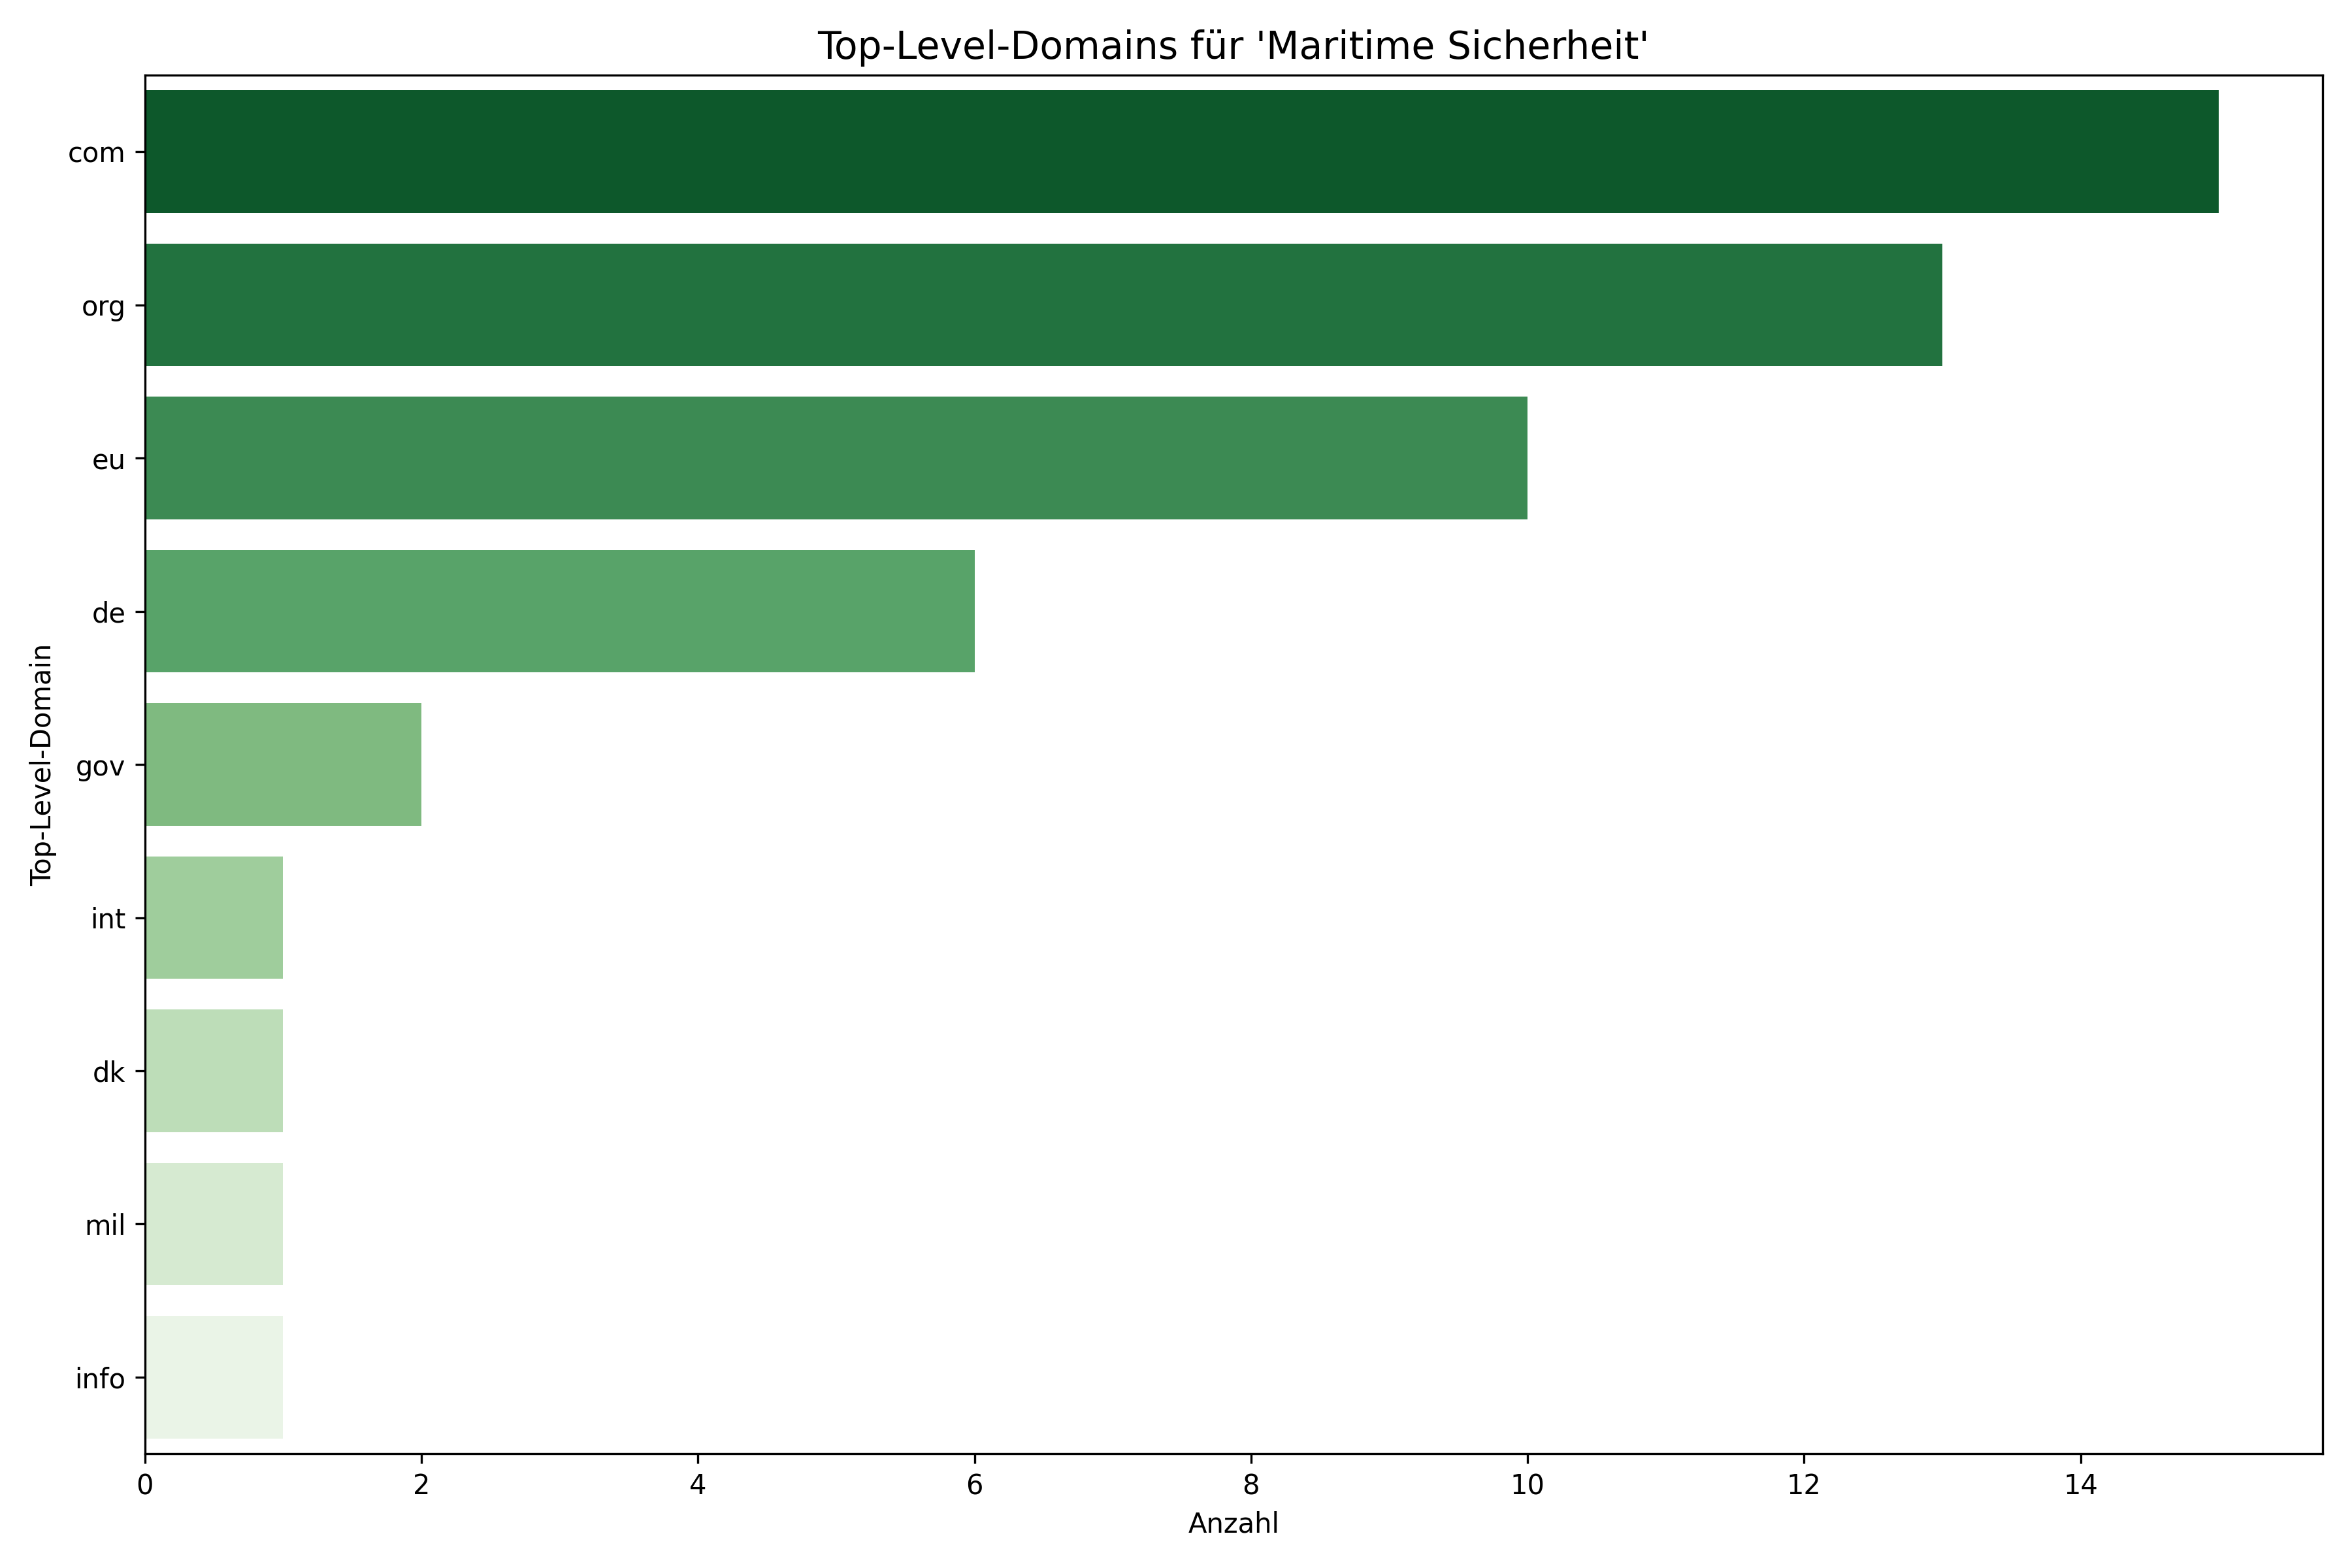 Top-Level-Domains für 'Maritime Sicherheit'
Top-Level-Domain
com
org
eu
de
gov
int
dk
mil
info
0 2 4 6 8 10 12 14
Anzahl